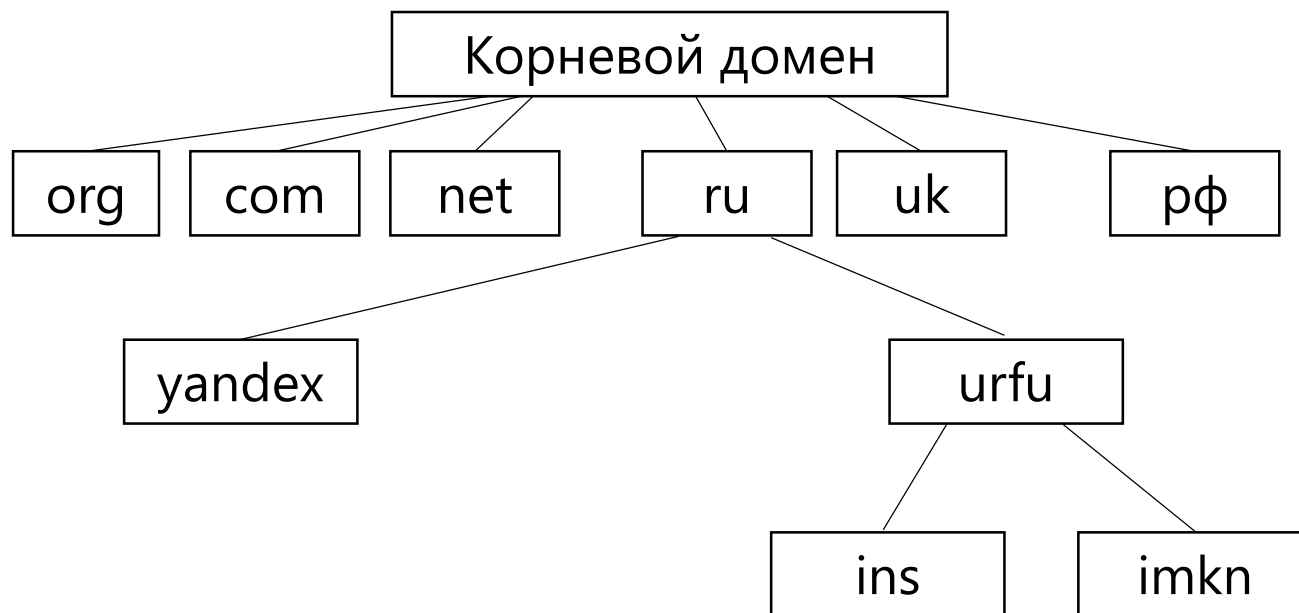 Корневой домен
org
com
net
ru
uk
рф
yandex
urfu
ins
imkn